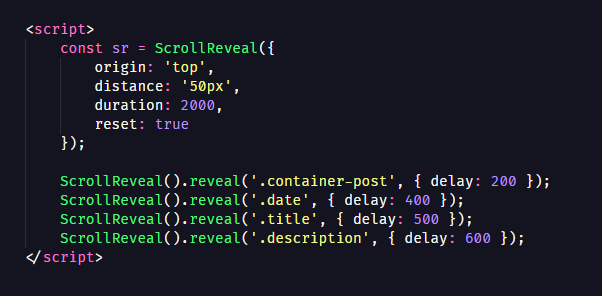 <script>
const sr = ScrollReveal({
origin: 'top',
distance: '50px',
duration: 2000,
reset: true
});
ScrollReveal().reveal('.container-post', { delay: 200 });
ScrollReveal().reveal('.date', { delay: 400 });
ScrollReveal().reveal('.title', { delay: 500 });
ScrollReveal().reveal('.description', { delay: 600 });
</script>